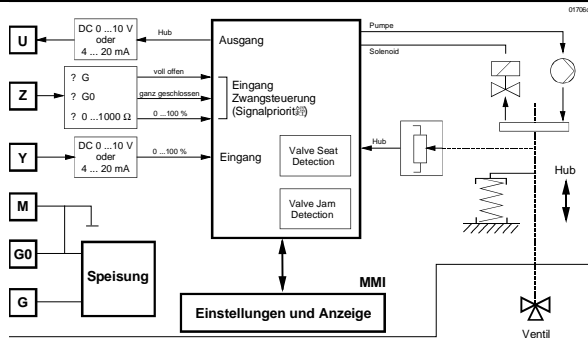 01706
Pumpe
Solenoid
U
DC 0 ...10 V
oder
4 ... 20 mA
Hub
Ausgang
Z
? G
? G0
? 0...1000 Ω
voll offen
ganz geschlossen
0 ...100 %
Eingang
Zwangsteuerung
(Signalpriorit
Y
DC 0 ...10 V
oder
4 ... 20 mA
0 ...100 %
Eingang
Valve Seat
Detection
Valve Jam
Detection
Hub
Hub
M
G0
G
Speisung
MMI
Einstellungen und Anzeige
Ventil